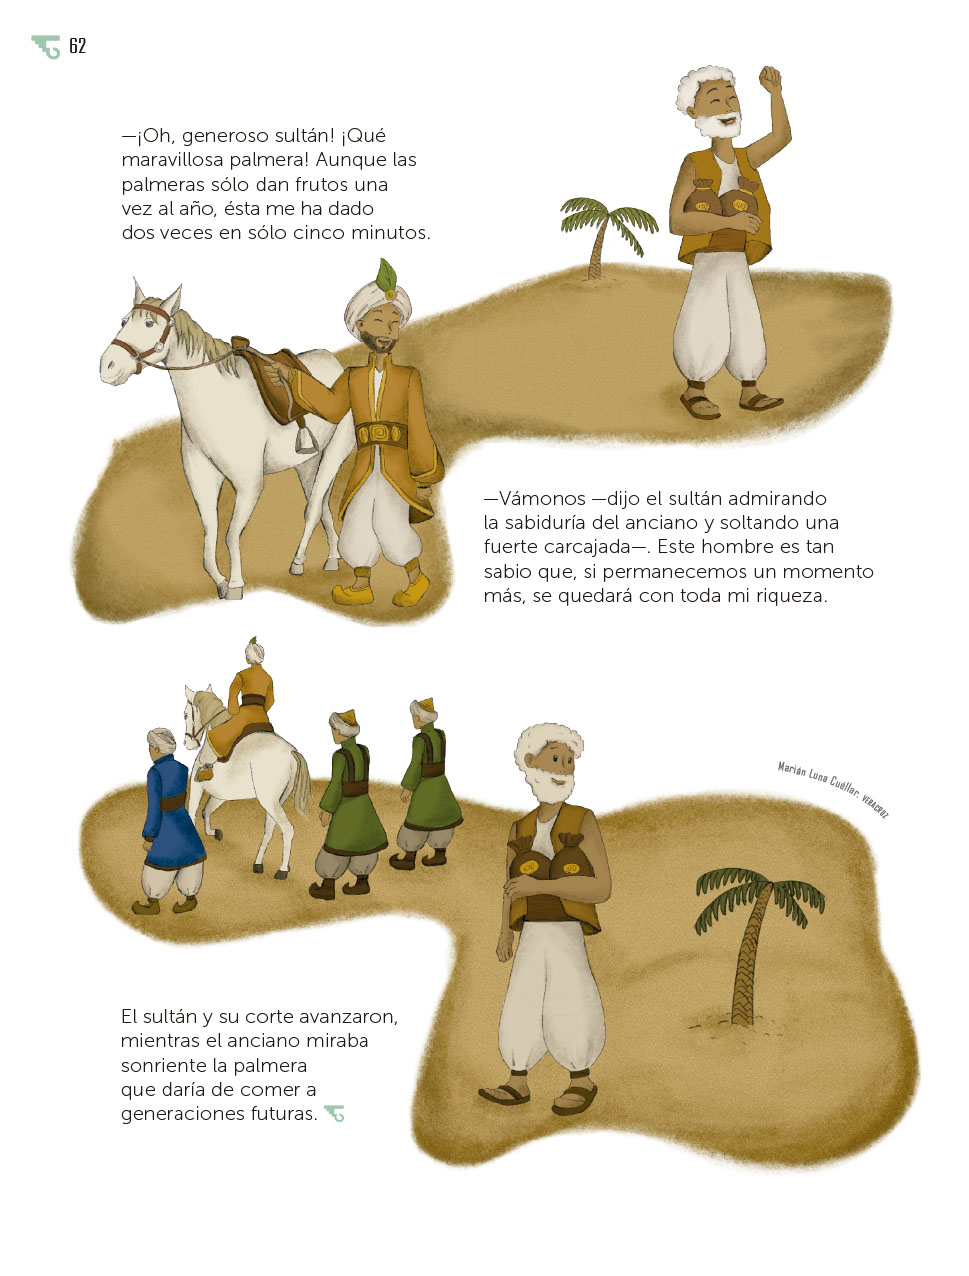 62
—¡Oh, generoso sultán! ¡Qué
maravillosa palmera! Aunque las
palmeras sólo dan frutos una
vez al año, ésta me ha dado
dos veces en sólo cinco minutos.
—Vámonos —dijo el sultán admirando
la sabiduría del anciano y soltando una
fuerte carcajada—. Este hombre es tan
sabio que, si permanecemos un momento
más, se quedará con toda mi riqueza.
Marián Luna Cuéllar, VERACRUZ
El sultán y su corte avanzaron,
mientras el anciano miraba
sonriente la palmera
que daría de comer a
generaciones futuras.